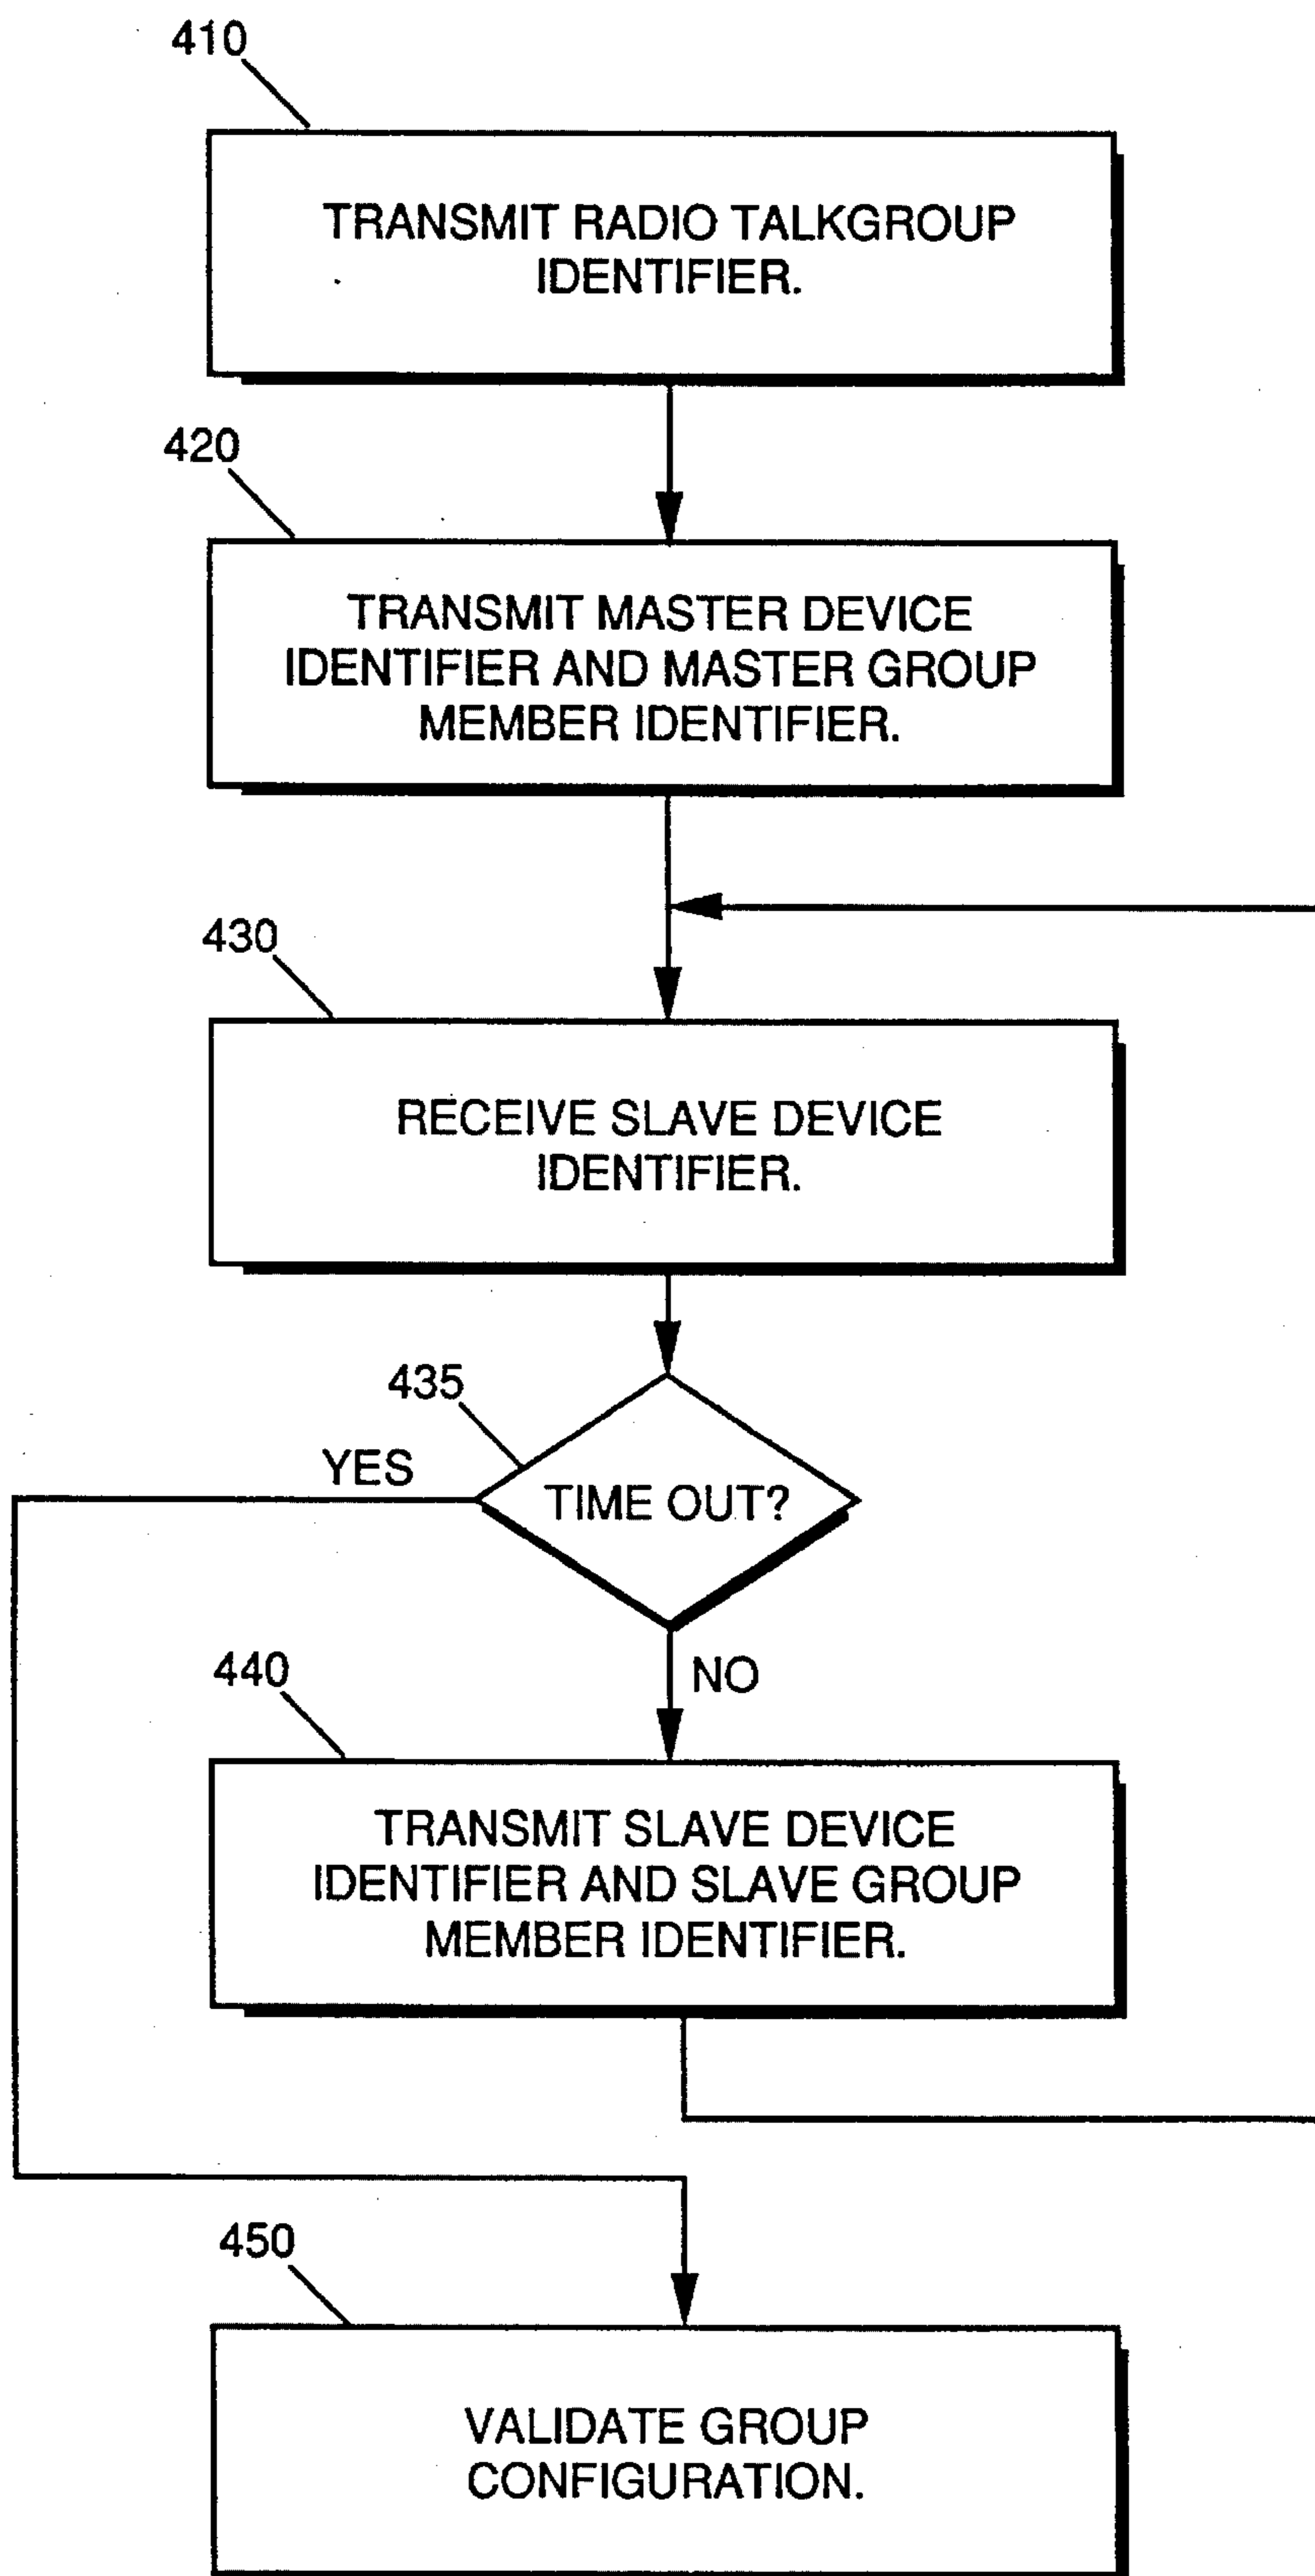 410
TRANSMIT RADIO TALKGROUP
IDENTIFIER.
420
TRANSMIT MASTER DEVICE
IDENTIFIER AND MASTER GROUP
MEMBER IDENTIFIER.
430
RECEIVE SLAVE DEVICE
IDENTIFIER.
435
YES
TIME OUT?
NO
440
TRANSMIT SLAVE DEVICE
IDENTIFIER AND SLAVE GROUP
MEMBER IDENTIFIER.
450
VALIDATE GROUP
CONFIGURATION.